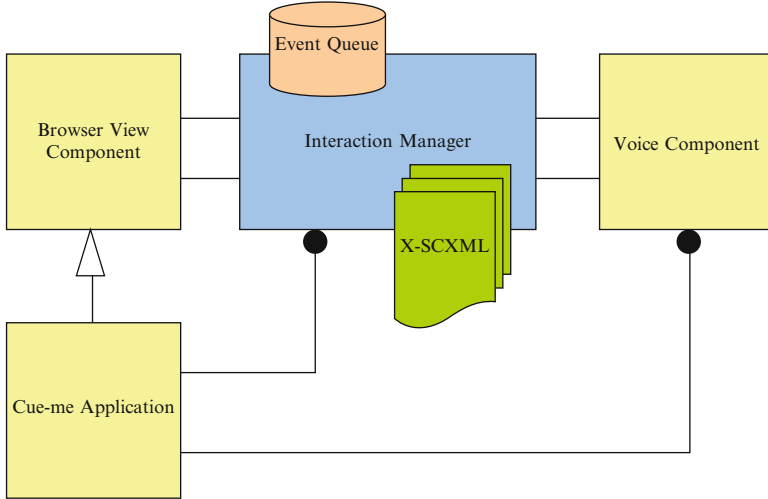 Event Queue
Browser View
Component
Interaction Manager
Voice Component
X-SCXML
Cue-me Application